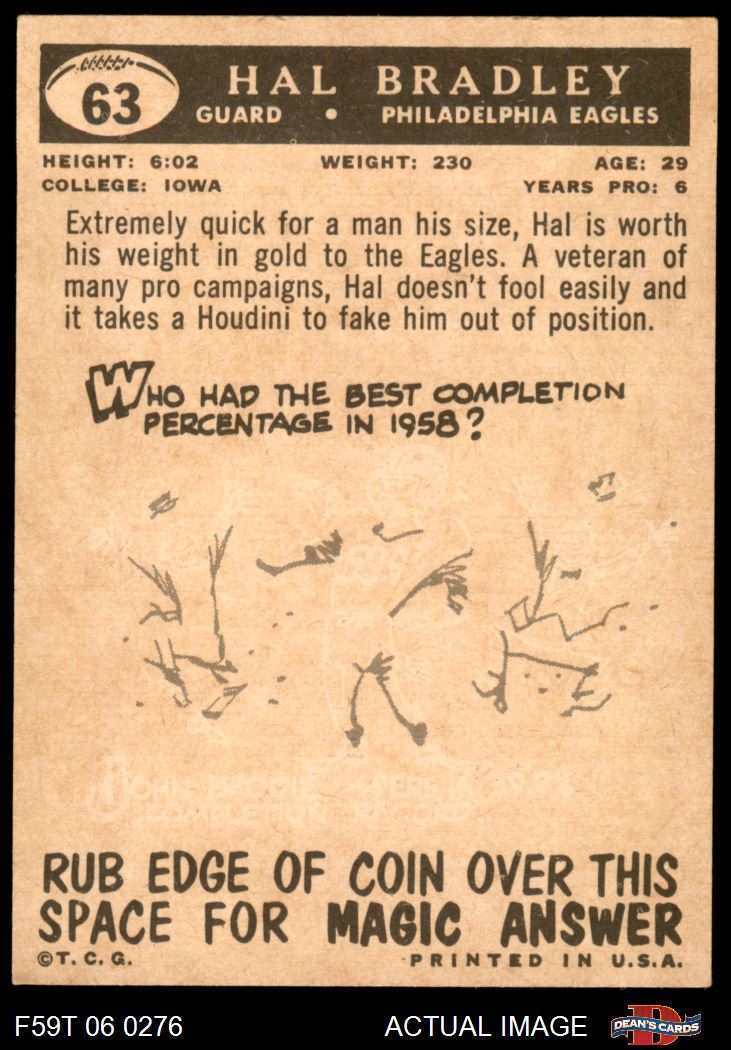 63
HAL BRADLEY
GUARD • PHILADELPHIA EAGLES
HEIGHT: 6:02 WEIGHT: 230 AGE: 29
COLLEGE: IOWA YEARS PRO: 6
Extremely quick for a man his size, Hal is worth
his weight in gold to the Eagles. A veteran of
many pro campaigns, Hal doesn't fool easily and
it takes a Houdini to fake him out of position.
WHO HAD THE BEST COMPLETION
PERCENTAGE IN 1958?
JOHN BRODIE
COMPLETION RECORD
RUB EDGE OF COIN OVER THIS
SPACE FOR MAGIC ANSWER
©T.C.G. PRINTED IN U.S.A.
F59T 06 0276 ACTUAL IMAGE DEAN'S CARDS